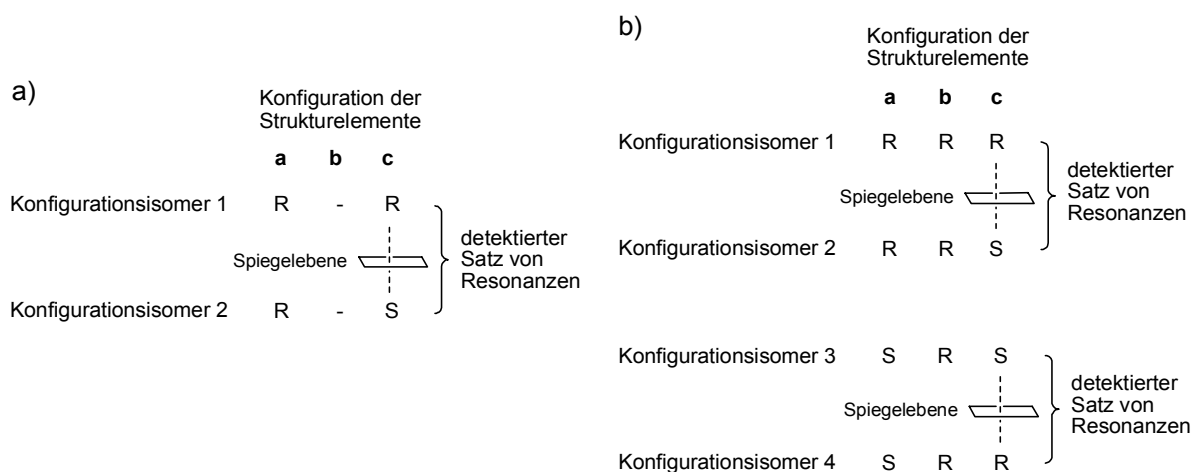 a)
Konfiguration der
Strukturelemente
a b c
Konfigurationsisomer 1 R - R
Spiegelebene
Konfigurationsisomer 2 R - S
detektierter
Satz von
Resonanzen
b)
Konfiguration der
Strukturelemente
a b c
Konfigurationsisomer 1 R R R
Spiegelebene
Konfigurationsisomer 2 R R S
detektierter
Satz von
Resonanzen
Konfigurationsisomer 3 S R S
Spiegelebene
Konfigurationsisomer 4 S R R
detektierter
Satz von
Resonanzen